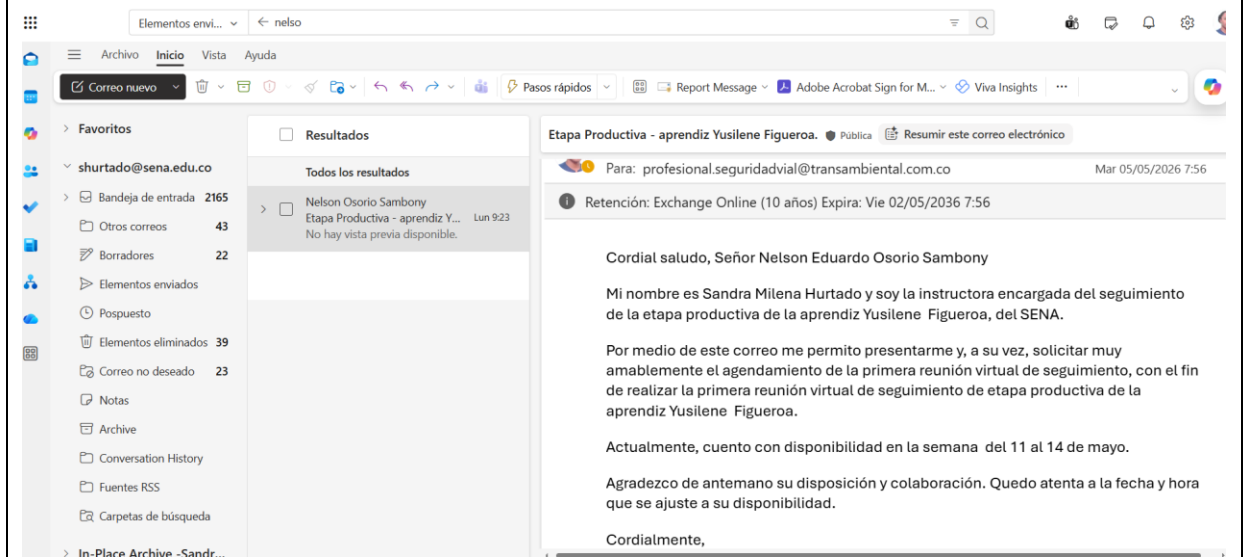 Elementos envi...
nelso
Archivo Inicio Vista Ayuda
Correo nuevo
Pasos rápidos
Report Message
Adobe Acrobat Sign for M...
Viva Insights
Favoritos
shurtado@sena.edu.co
Bandeja de entrada 2165
Otros correos 43
Borradores 22
Elementos enviados
Pospuesto
Elementos eliminados 39
Correo no deseado 23
Notas
Archive
Conversation History
Fuentes RSS
Carpetas de búsqueda
In-Place Archive -Sandr...
Resultados
Todos los resultados
Nelson Osorio Sambony
Etapa Productiva - aprendiz Y... Lun 9:23
No hay vista previa disponible.
Etapa Productiva - aprendiz Yusilene Figueroa. Pública Resumir este correo electrónico
Para: profesional.seguridadvial@transambiental.com.co Mar 05/05/2026 7:56
Retención: Exchange Online (10 años) Expira: Vie 02/05/2036 7:56
Cordial saludo, Señor Nelson Eduardo Osorio Sambony
Mi nombre es Sandra Milena Hurtado y soy la instructora encargada del seguimiento
de la etapa productiva de la aprendiz Yusilene Figueroa, del SENA.
Por medio de este correo me permito presentarme y, a su vez, solicitar muy
amablemente el agendamiento de la primera reunión virtual de seguimiento, con el fin
de realizar la primera reunión virtual de seguimiento de etapa productiva de la
aprendiz Yusilene Figueroa.
Actualmente, cuento con disponibilidad en la semana del 11 al 14 de mayo.
Agradezco de antemano su disposición y colaboración. Quedo atenta a la fecha y hora
que se ajuste a su disponibilidad.
Cordialmente,